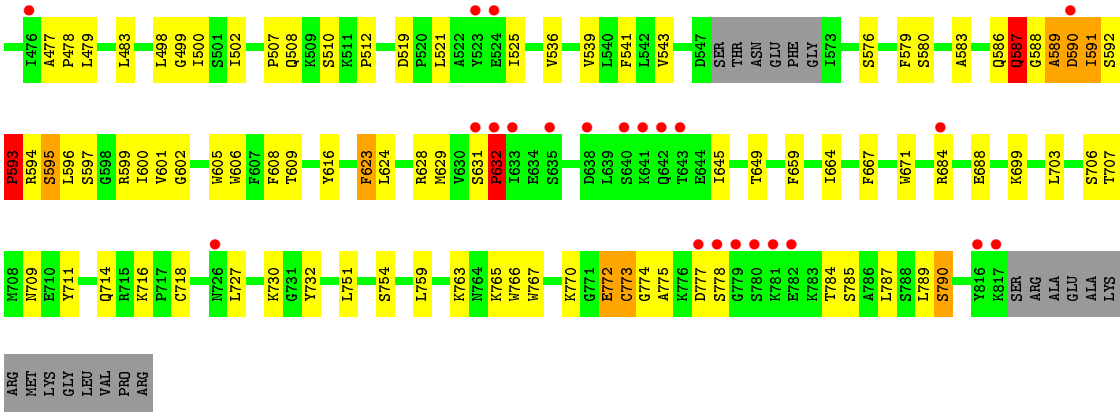 I476 A477 P478 L479 L483 L498 G499 I500 S501 I502 P507 Q508 K509 S510 K511 P512 D519 P520 L521 A522 Y523 E524 I525 V536 V539 L540 F541 L542 V543 D547 SER THR ASN GLU PHE GLY I573 S576 F579 S580 A583 Q586 Q587 G588 A589 D590 I591 S592
P593 R594 S595 L596 S597 G598 R599 I600 V601 G602 W605 W606 F607 F608 T609 Y616 F623 L624 R628 M629 V630 S631 P632 I633 E634 S635 D638 L639 S640 K641 Q642 T643 E644 I645 T649 F659 I664 F667 W671 R684 E688 K699 L703 S706 T707
M708 N709 E710 Y711 Q714 R715 K716 P717 C718 N726 L727 K730 G731 Y732 L751 S754 L759 K763 N764 K765 W766 W767 K770 G771 E772 C773 G774 A775 K776 D777 S778 G779 S780 K781 E782 K783 T784 S785 A786 L787 S788 L789 S790 Y816 K817 SER ARG ALA GLU ALA LYS
ARG MET LYS GLY LEU VAL PRO ARG